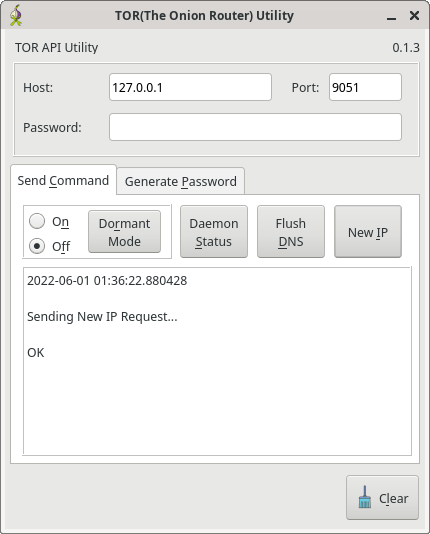 TOR(The Onion Router) Utility
TOR API Utility 0.1.3
Host: 127.0.0.1 Port: 9051
Password:
Send Command Generate Password
On
Off
Dormant
Mode
Daemon
Status
Flush
DNS
New IP
2022-06-01 01:36:22.880428
Sending New IP Request...
OK
Clear